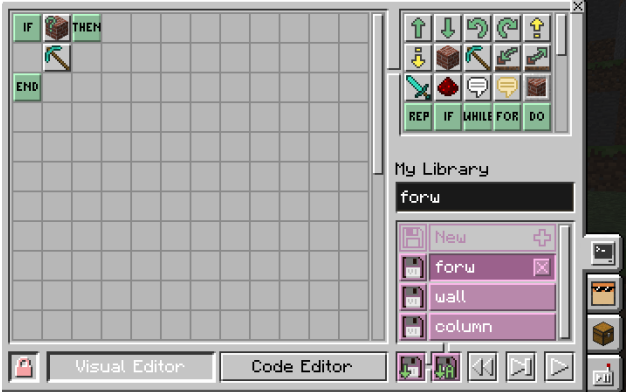 IF THEN
END
REP IF WHILE FOR DO
My Library
forw
New
forw
wall
column
Visual Editor Code Editor